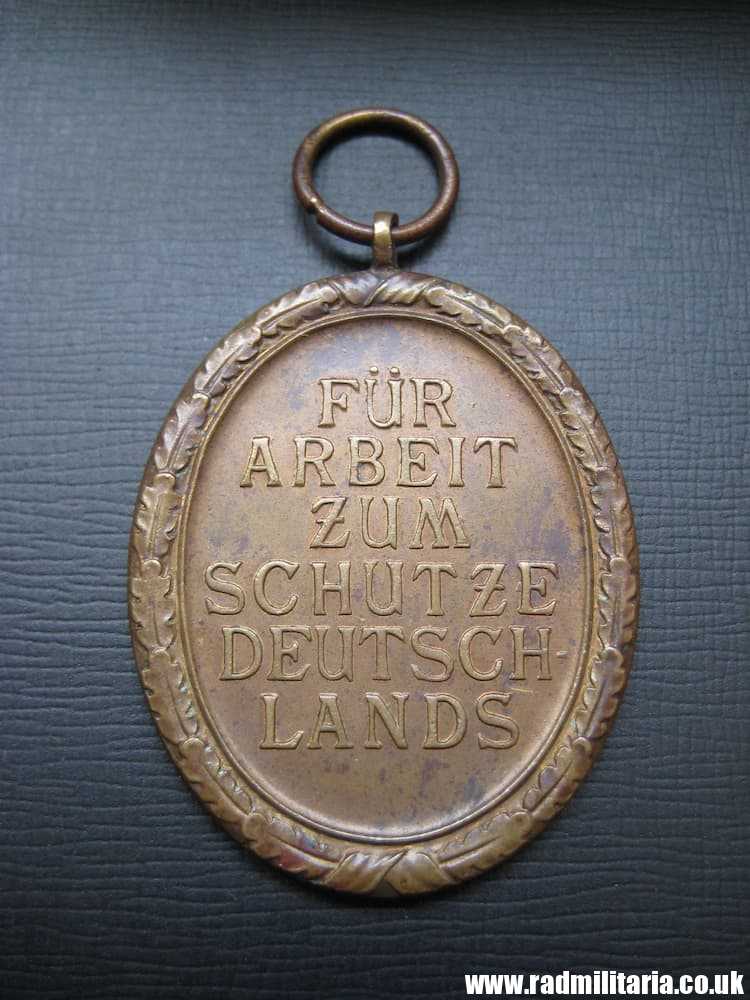 FÜR
ARBEIT
ZUM
SCHUTZE
DEUTSCH-
LANDS
www.radmilitaria.co.uk